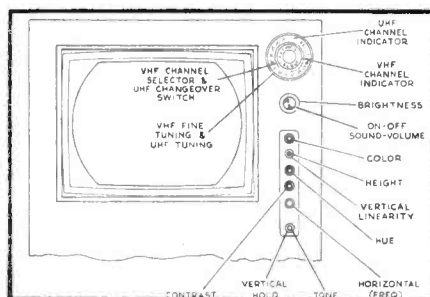 UHF CHANNEL
INDICATOR
VHF CHANNEL
SELECTOR &
UHF CHANGEOVER
SWITCH
VHF
CHANNEL
INDICATOR
BRIGHTNESS
VHF FINE
TUNING &
UHF TUNING
ON-OFF
SOUND-VOLUME
COLOR
HEIGHT
VERTICAL
LINEARITY
HUE
HORIZONTAL
(FREQ)
TONE
VERTICAL
HOLD
CONTRAST